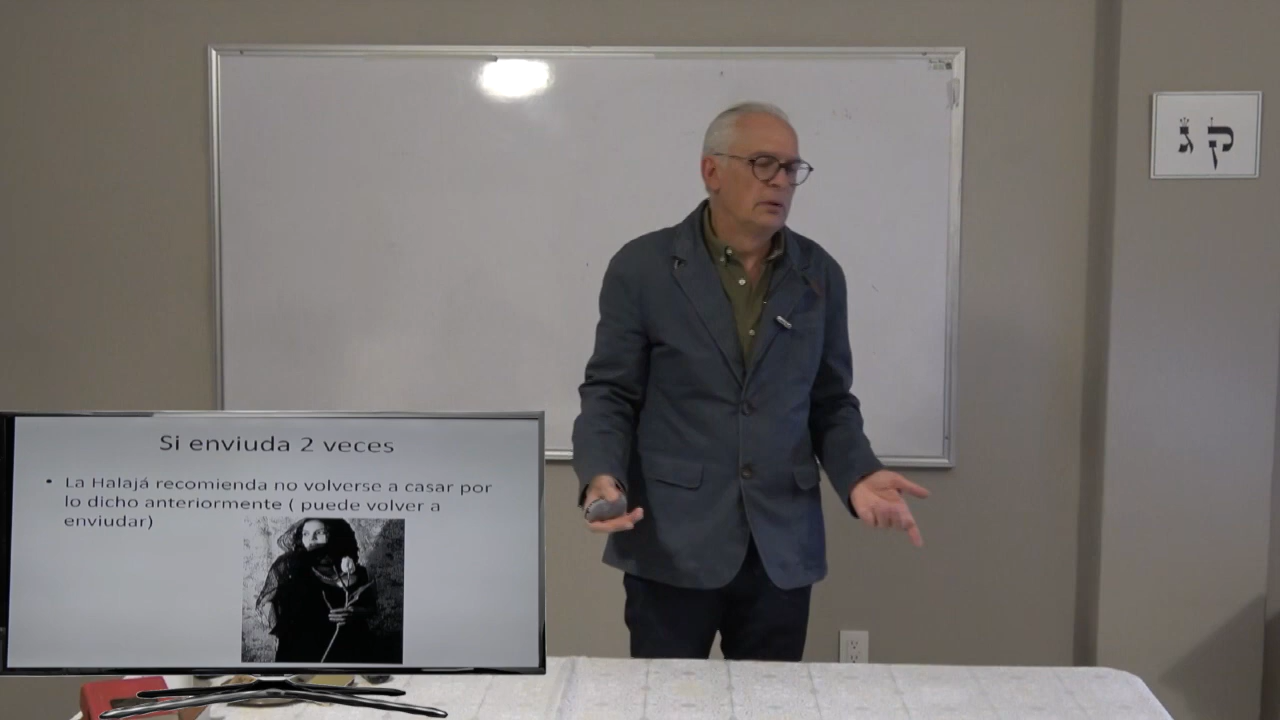 Si enviuda 2 veces
• La Halajá recomienda no volverse a casar por
lo dicho anteriormente ( puede volver a
enviudar)
ק ג